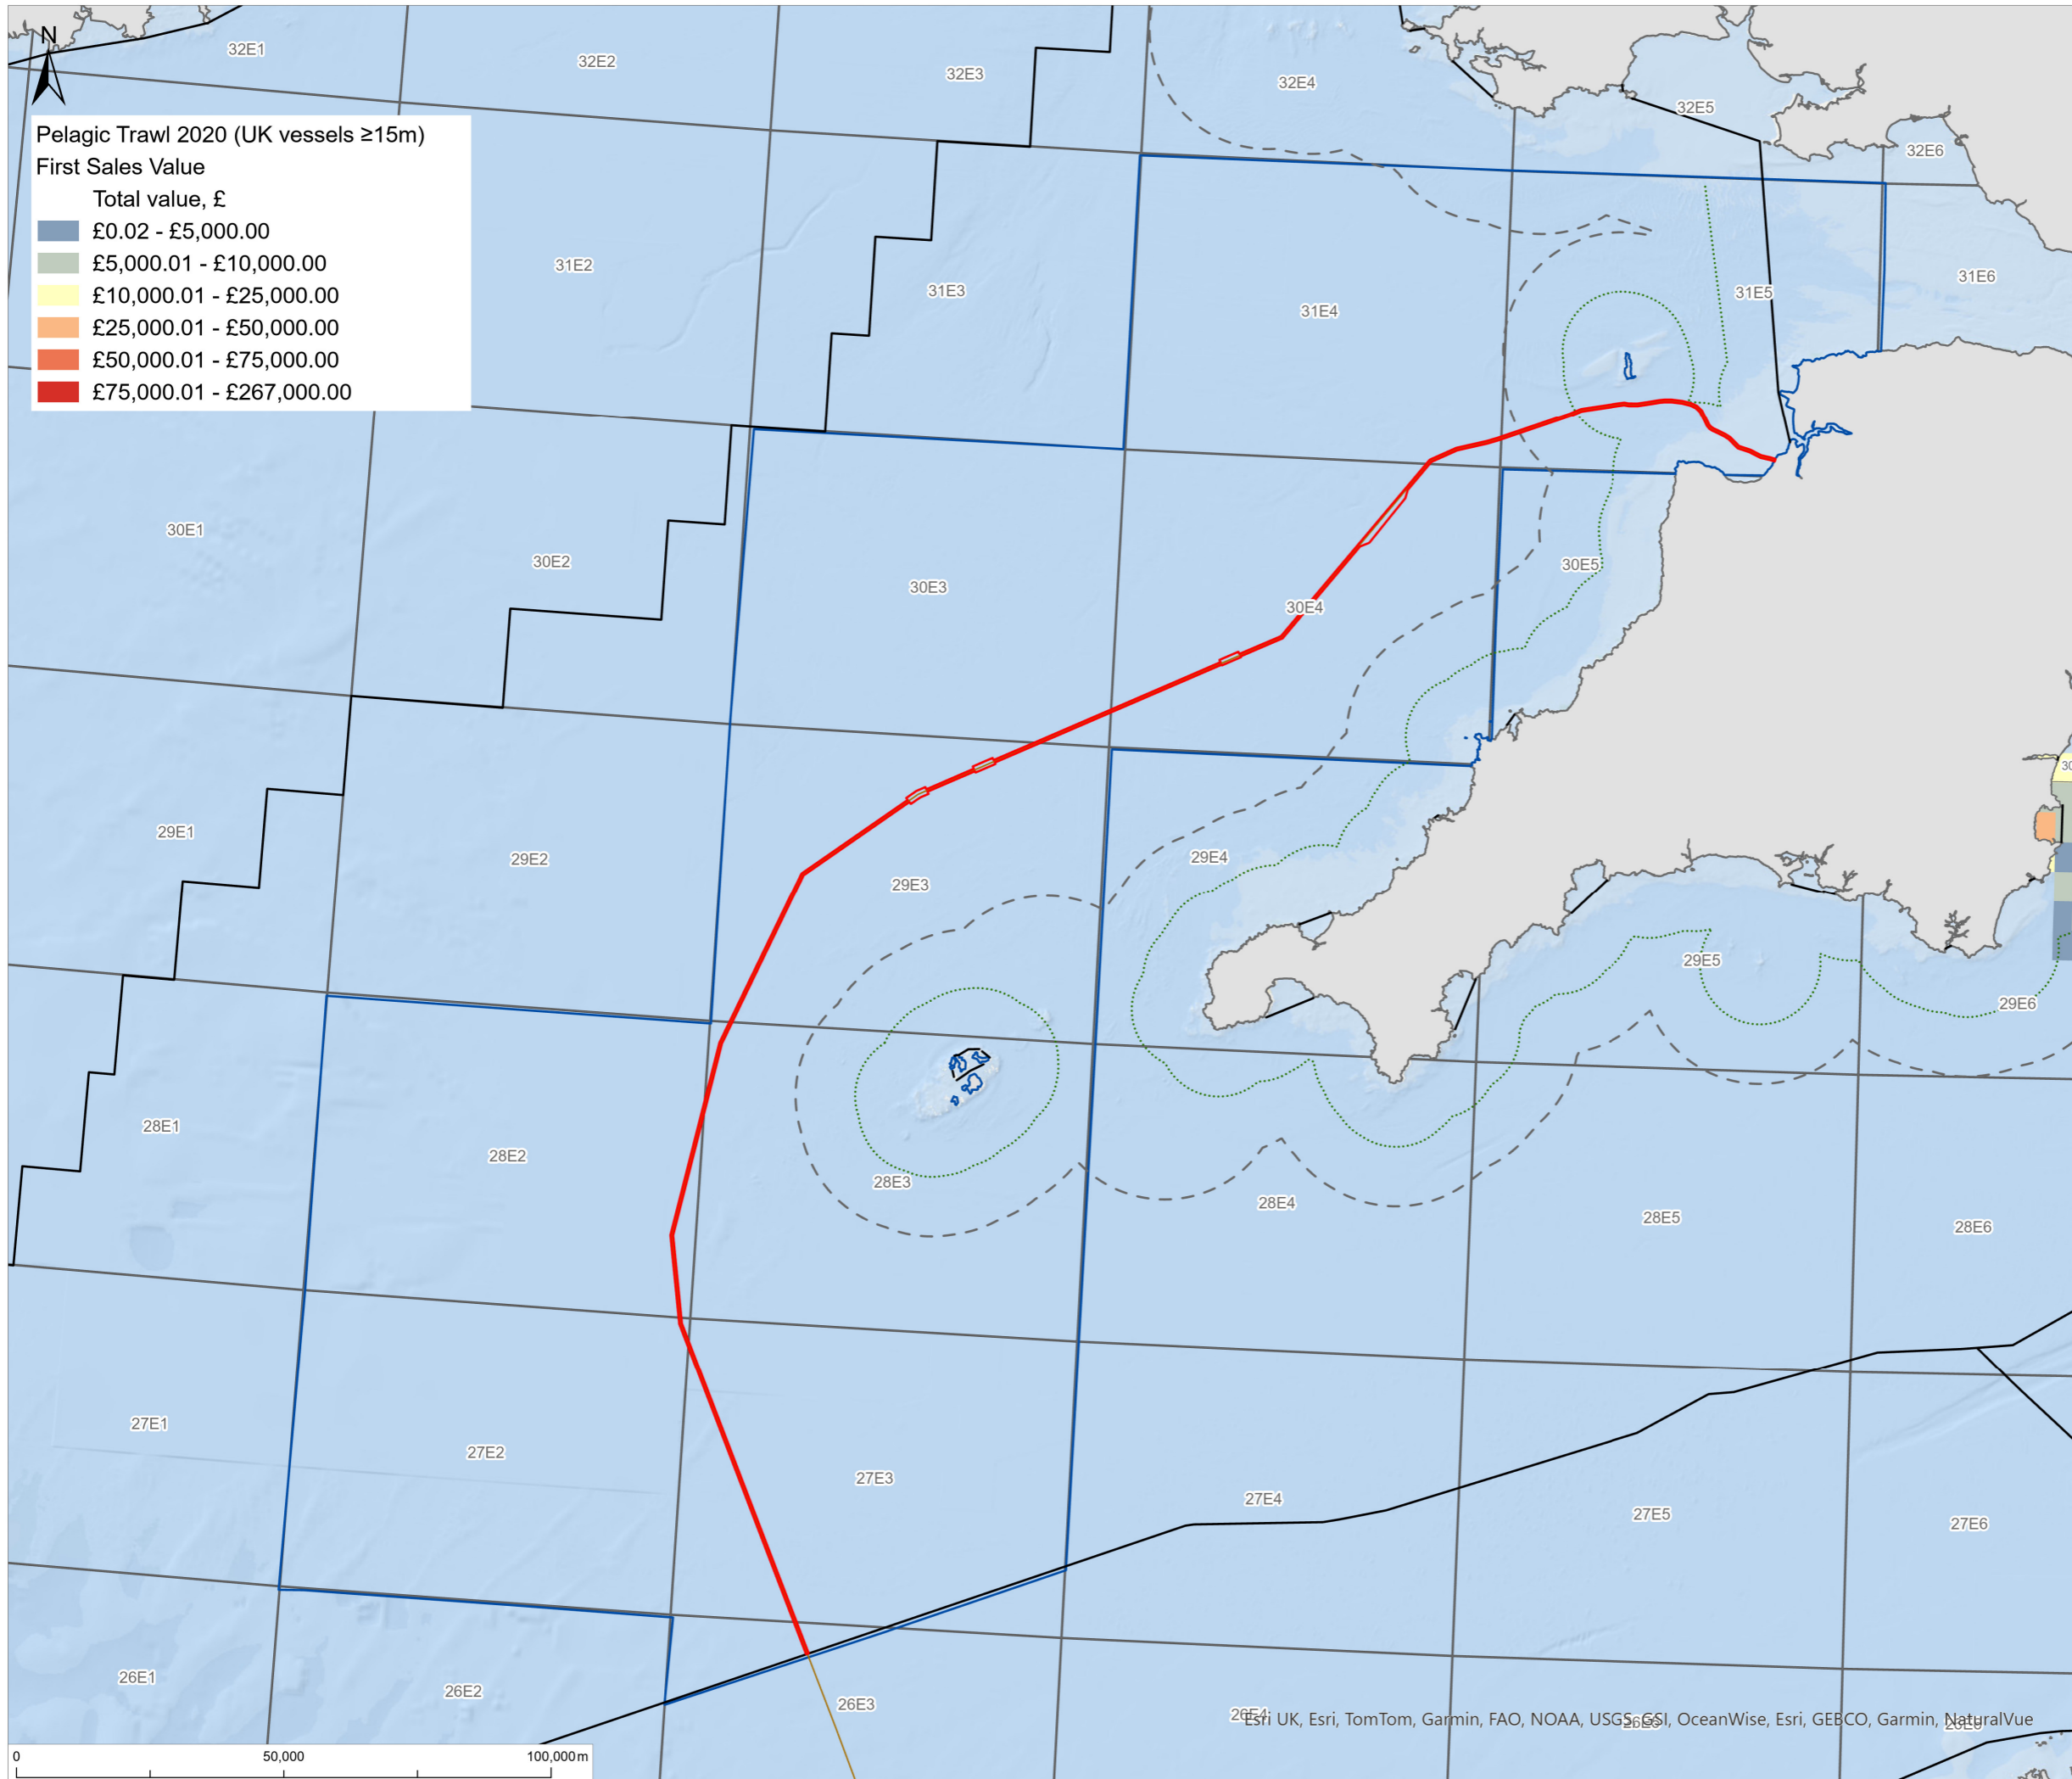 N
32E1
32E2
32E3
32E4
32E5
32E6
Pelagic Trawl 2020 (UK vessels ≥15m)
First Sales Value
Total value, £
£0.02 - £5,000.00
£5,000.01 - £10,000.00
£10,000.01 - £25,000.00
£25,000.01 - £50,000.00
£50,000.01 - £75,000.00
£75,000.01 - £267,000.00
31E2
31E3
31E4
31E5
31E6
30E1
30E2
30E3
30E4
30E5
30
29E1
29E2
29E3
29E4
29E5
29E6
28E1
28E2
28E3
28E4
28E5
28E6
27E1
27E2
27E3
27E4
27E5
27E6
26E1
26E2
26E3
26E4
Esri UK, Esri, TomTom, Garmin, FAO, NOAA, USGS, GSI, OceanWise, Esri, GEBCO, Garmin, NaturalVue
0 50,000 100,000 m